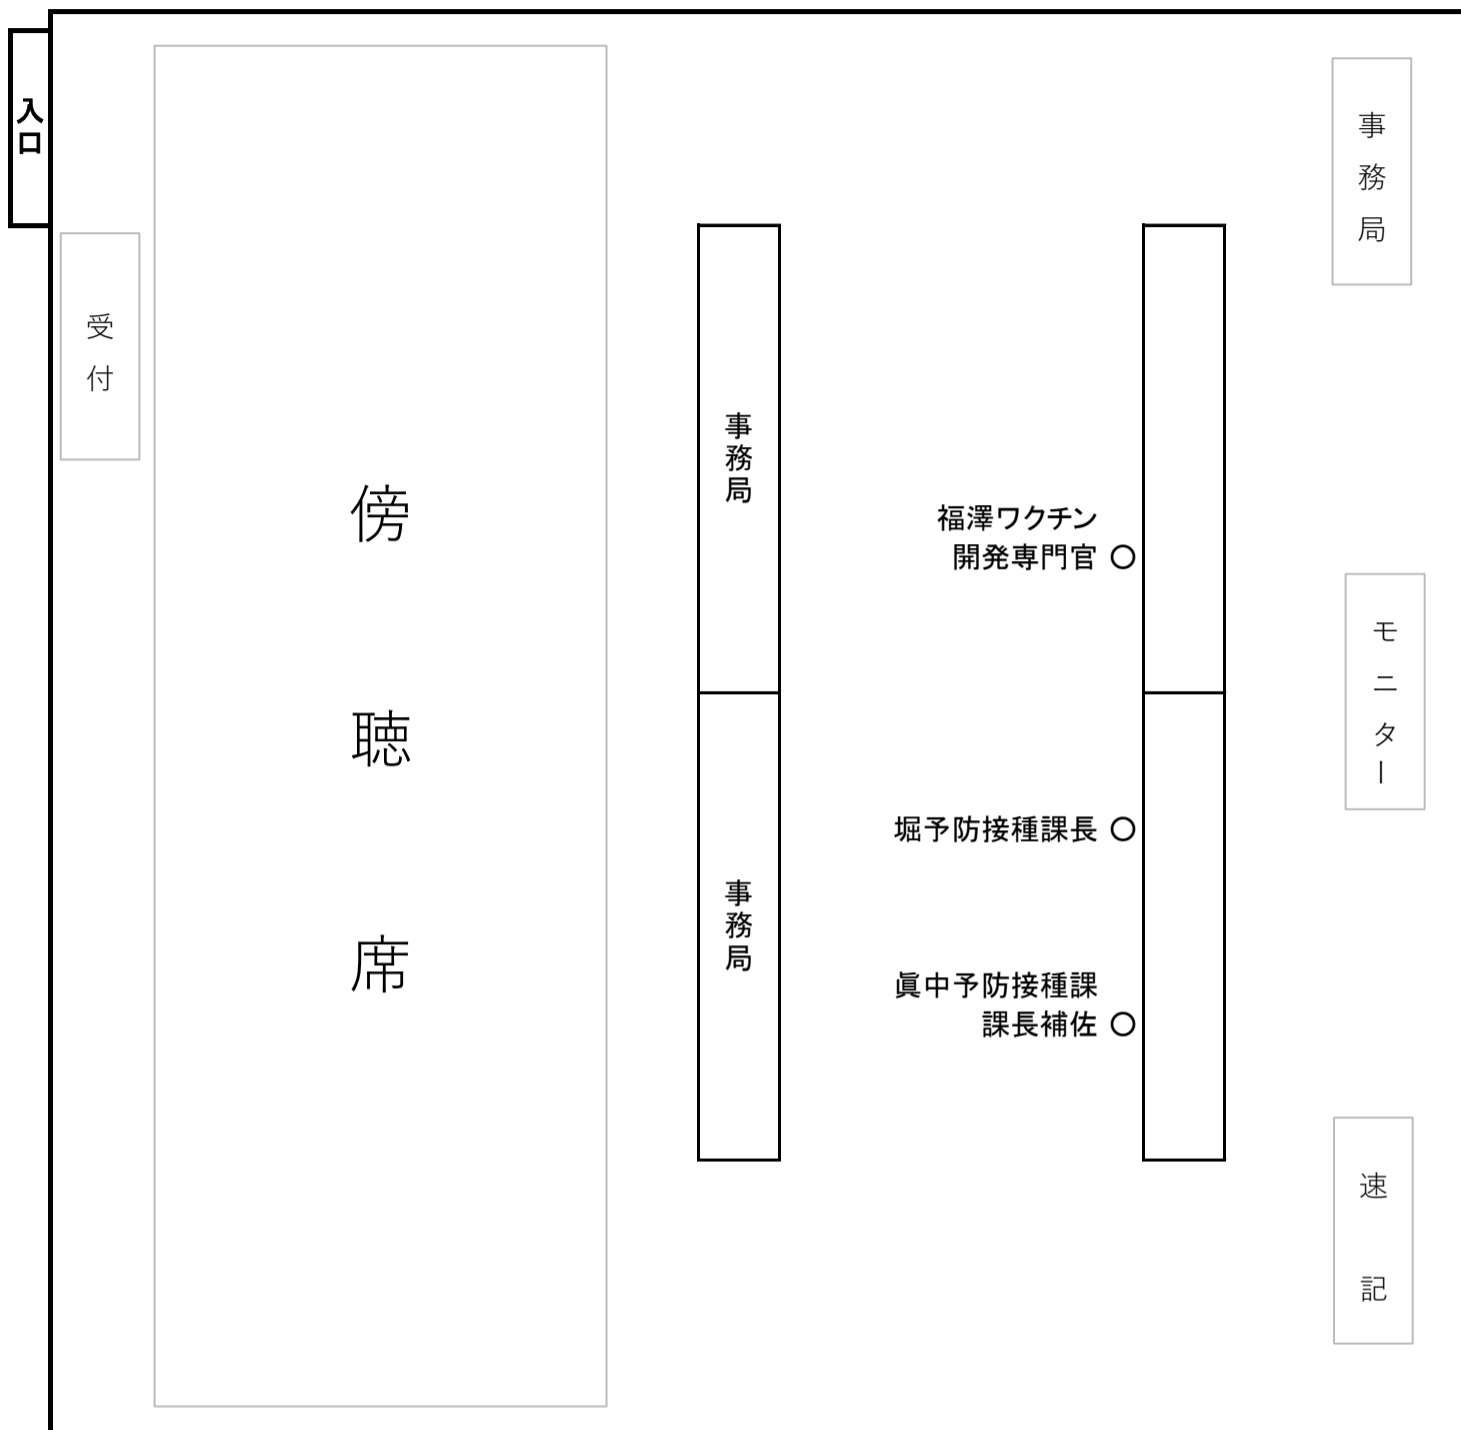 入口
受付
傍聴席
事務局
事務局
福澤ワクチン
開発専門官 ○
堀予防接種課長 ○
眞中予防接種課
課長補佐 ○
事務局
モニター
速記